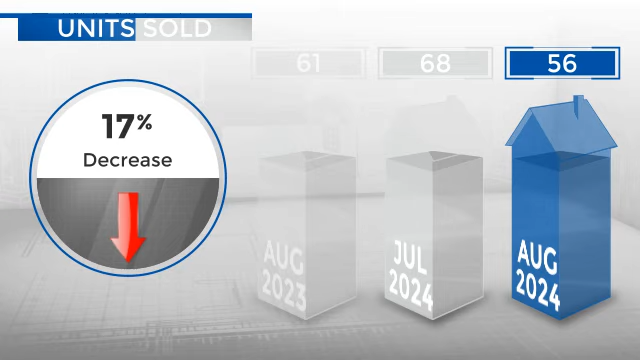 UNITS SOLD
61
68
56
17%
Decrease
AUG
2023
JUL
2024
AUG
2024